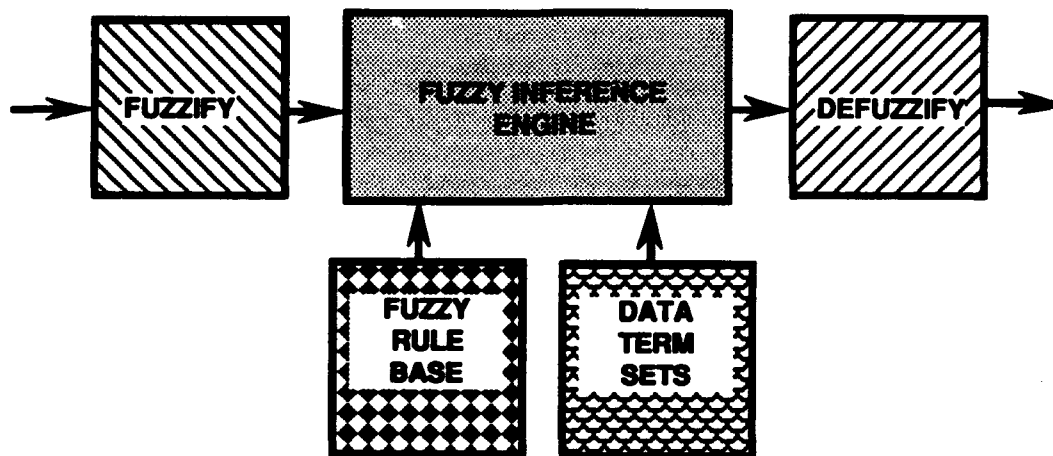 FUZZIFY
FUZZY INFERENCE
ENGINE
DEFUZZIFY
FUZZY
RULE
BASE
DATA
TERM
SETS